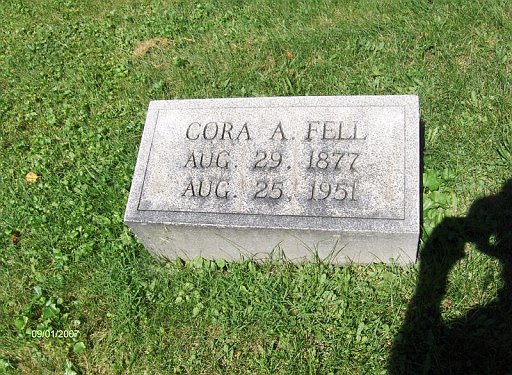 CORA A. FELL
AUG. 29. 1877
AUG. 25. 1951
09/01/2007